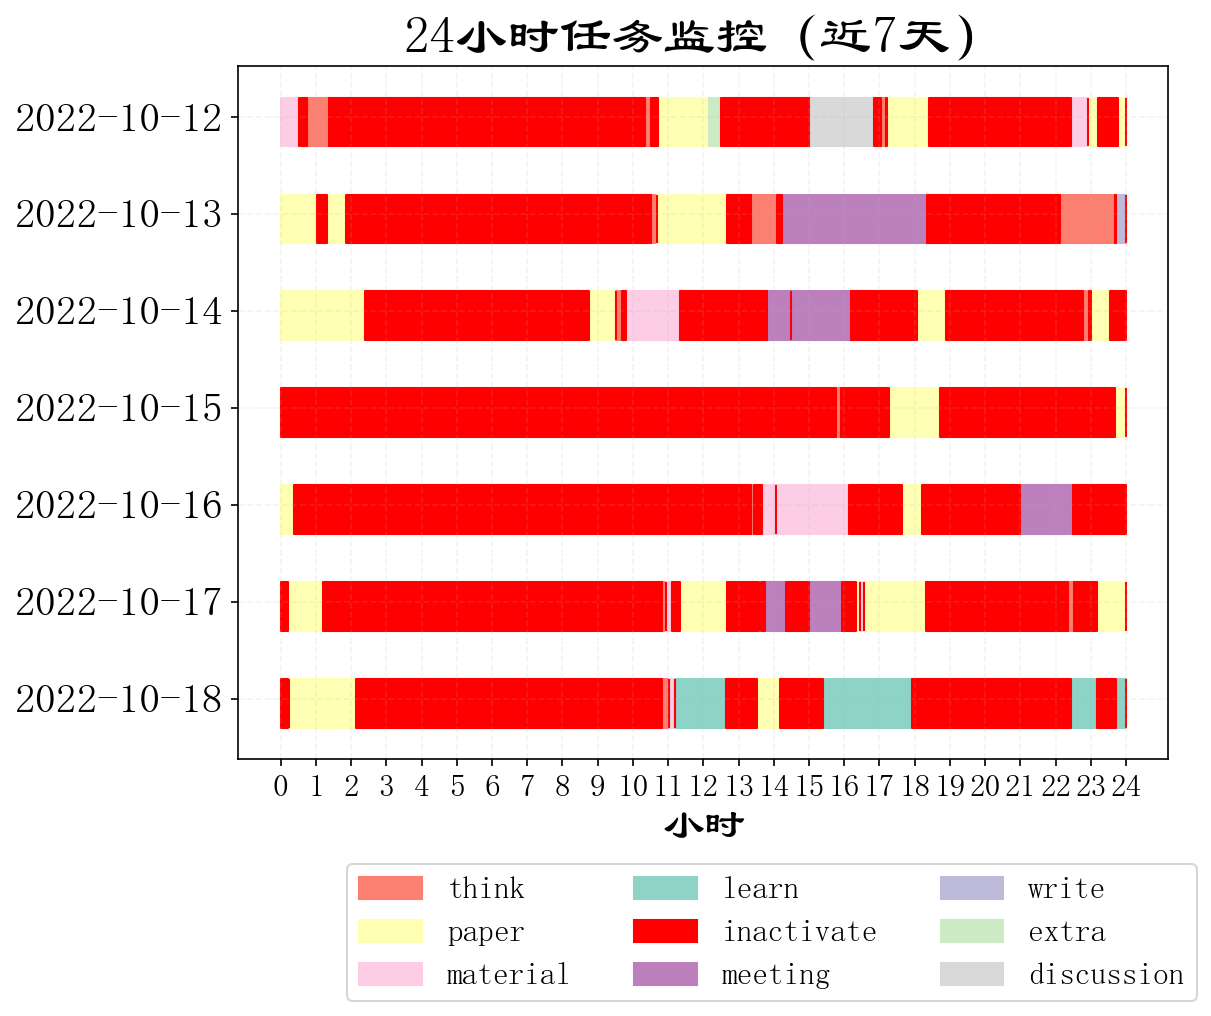 24小时任务监控 (近7天)
2022-10-12
2022-10-13
2022-10-14
2022-10-15
2022-10-16
2022-10-17
2022-10-18
0 1 2 3 4 5 6 7 8 9 10 11 12 13 14 15 16 17 18 19 20 21 22 23 24
小时
think learn write
paper inactivate extra
material meeting discussion